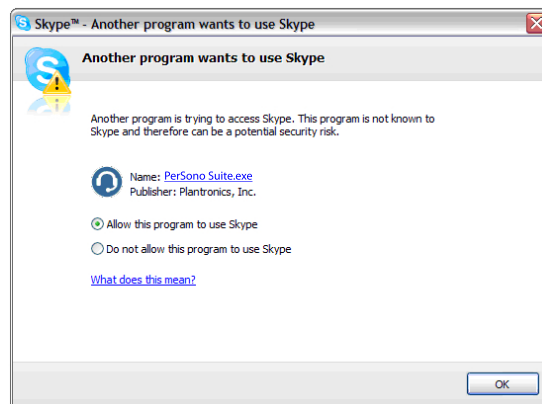 Skype™ - Another program wants to use Skype
Another program wants to use Skype
Another program is trying to access Skype. This program is not known to
Skype and therefore can be a potential security risk.
Name: PerSono Suite.exe
Publisher: Plantronics, Inc.
Allow this program to use Skype
Do not allow this program to use Skype
What does this mean?
OK